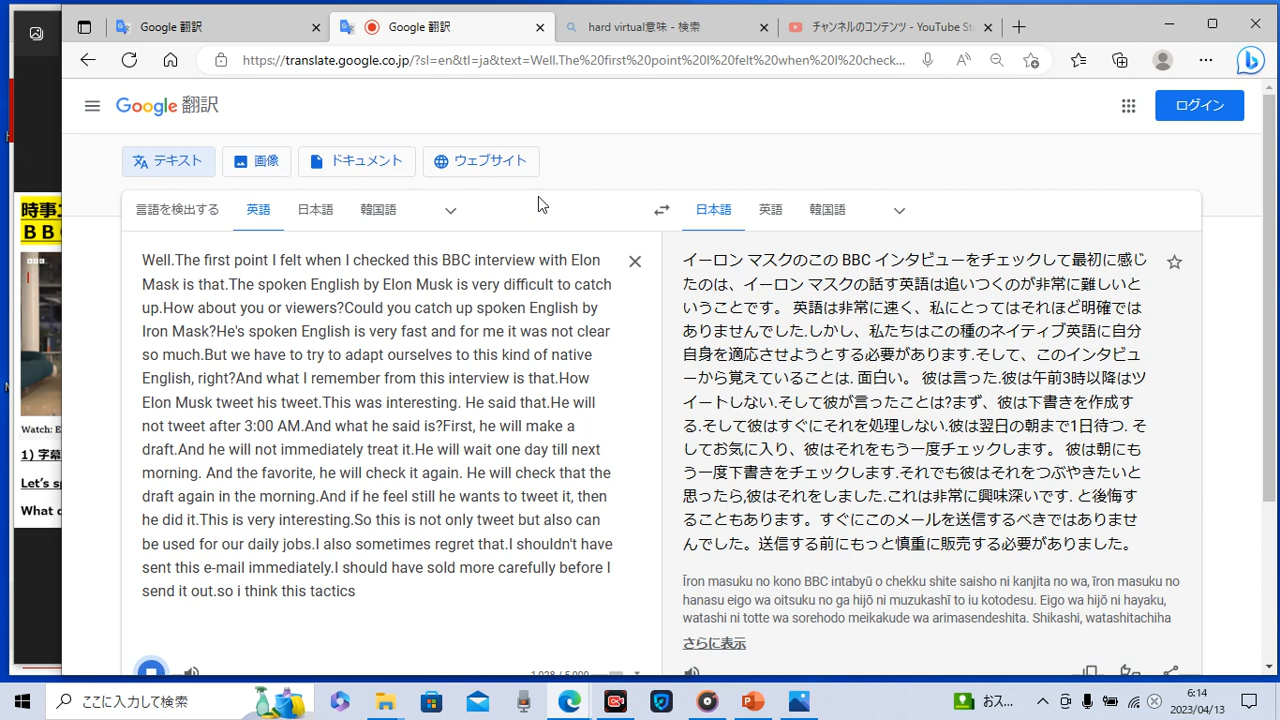 Google 翻訳
Google 翻訳
hard virtual意味 - 検索
チャンネルのコンテンツ - YouTube Stu
https://translate.google.co.jp/?sl=en&tl=ja&text=Well.The%20first%20point%20I%20felt%20when%20I%20check...
Google 翻訳
ログイン
テキスト
画像
ドキュメント
ウェブサイト
言語を検出する
英語
日本語
韓国語
日本語
英語
韓国語
Well.The first point I felt when I checked this BBC interview with Elon
Mask is that.The spoken English by Elon Musk is very difficult to catch
up.How about you or viewers?Could you catch up spoken English by
Iron Mask?He's spoken English is very fast and for me it was not clear
so much.But we have to try to adapt ourselves to this kind of native
English, right?And what I remember from this interview is that.How
Elon Musk tweet his tweet.This was interesting. He said that.He will
not tweet after 3:00 AM.And what he said is?First, he will make a
draft.And he will not immediately treat it.He will wait one day till next
morning. And the favorite, he will check it again. He will check that the
draft again in the morning.And if he feel still he wants to tweet it, then
he did it.This is very interesting.So this is not only tweet but also can
be used for our daily jobs.I also sometimes regret that.I shouldn't have
sent this e-mail immediately.I should have sold more carefully before I
send it out.so i think this tactics
イーロン マスクのこの BBC インタビューをチェックして最初に感じ
たのは、イーロン マスクの話す英語は追いつくのが非常に難しいと
いうことです。 英語は非常に速く、私にとってはそれほど明確では
ありませんでした.しかし、私たちはこの種のネイティブ英語に自分
自身を適応させようとする必要があります.そして、このインタビュ
ーから覚えていることは. 面白い。 彼は言った.彼は午前3時以降はツ
イートしない.そして彼が言ったことは?まず、彼は下書きを作成す
る.そして彼はすぐにそれを処理しない.彼は翌日の朝まで1日待つ. そ
してお気に入り、彼はそれをもう一度チェックします。 彼は朝にも
う一度下書きをチェックします.それでも彼はそれをつぶやきたいと
思ったら,彼はそれをしました.これは非常に興味深いです. と後悔す
ることもあります。すぐにこのメールを送信するべきではありませ
んでした。送信する前にもっと慎重に販売する必要がありました。
Īron masuku no kono BBC intabyū o chekku shite saisho ni kanjita no wa, īron masuku no
hanasu eigo wa oitsuku no ga hijō ni muzukashī to iu kotodesu. Eigo wa hijō ni hayaku,
watashi ni totte wa sorehodo meikakude wa arimasendeshita. Shikashi, watashitachiha
さらに表示
時事
BBC
Watch: E
1) 字幕
Let's sp
What d
ここに入力して検索
おス...
6:14
2023/04/13